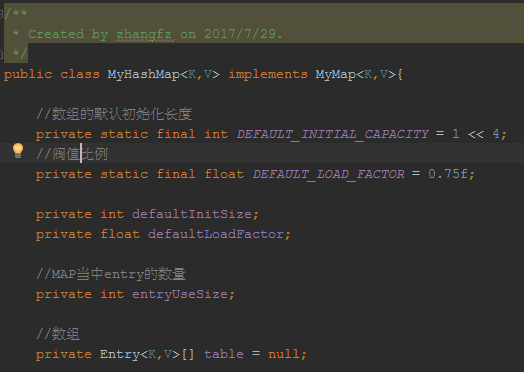 /**
* Created by zhangfz on 2017/7/29.
*/
public class MyHashMap<K,V> implements MyMap<K,V>{
//数组的默认初始化长度
private static final int DEFAULT_INITIAL_CAPACITY = 1 << 4;
//阀值比例
private static final float DEFAULT_LOAD_FACTOR = 0.75f;
private int defaultInitSize;
private float defaultLoadFactor;
//MAP当中entry的数量
private int entryUseSize;
//数组
private Entry<K,V>[] table = null;